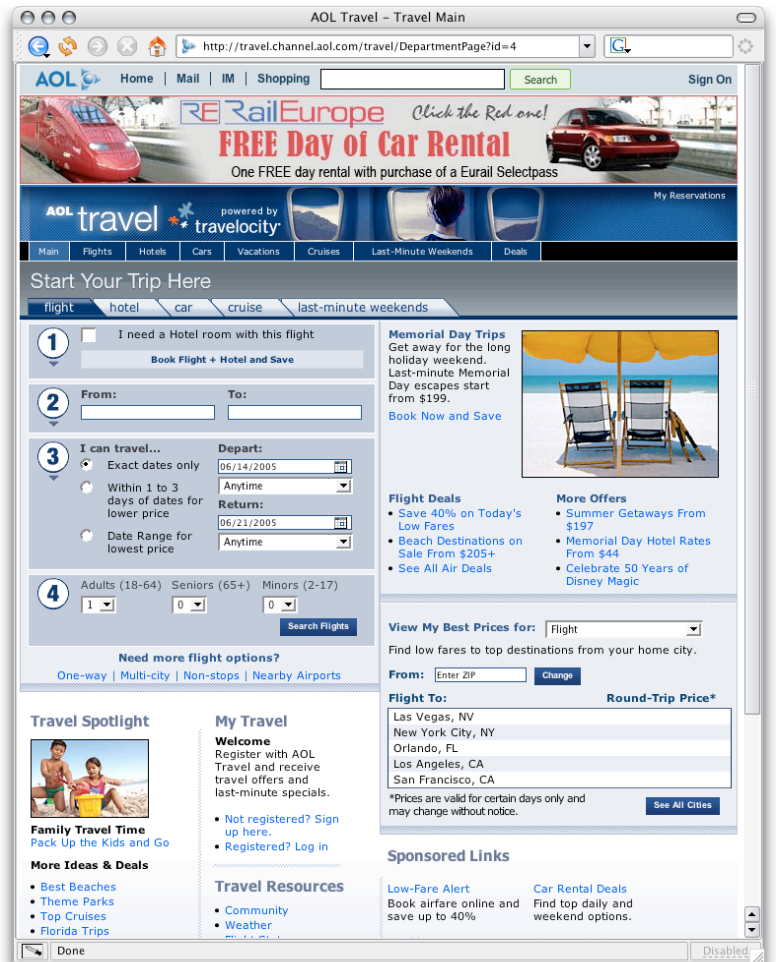 AOL Travel – Travel Main
http://travel.channel.aol.com/travel/DepartmentPage?id=4
G
AOL Home | Mail | IM | Shopping Search Sign On
RE RailEurope Click the Red one!
FREE Day of Car Rental
One FREE day rental with purchase of a Eurail Selectpass
My Reservations
AOL travel powered by travelocity
Main Flights Hotels Cars Vacations Cruises Last-Minute Weekends Deals
Start Your Trip Here
flight hotel car cruise last-minute weekends
1 I need a Hotel room with this flight
Book Flight + Hotel and Save
2 From: To:
3 I can travel... Depart:
Exact dates only 06/14/2005
Within 1 to 3 Anytime
days of dates for Return:
lower price 06/21/2005
Date Range for Anytime
lowest price
4 Adults (18-64) Seniors (65+) Minors (2-17)
1 0 0
Search Flights
Need more flight options?
One-way | Multi-city | Non-stops | Nearby Airports
Memorial Day Trips
Get away for the long
holiday weekend.
Last-minute Memorial
Day escapes start
from $199.
Book Now and Save
Flight Deals
• Save 40% on Today's
Low Fares
• Beach Destinations on
Sale From $205+
• See All Air Deals
More Offers
• Summer Getaways From
$197
• Memorial Day Hotel Rates
From $44
• Celebrate 50 Years of
Disney Magic
View My Best Prices for: Flight
Find low fares to top destinations from your home city.
From: Enter ZIP Change
Flight To: Round-Trip Price*
Las Vegas, NV
New York City, NY
Orlando, FL
Los Angeles, CA
San Francisco, CA
*Prices are valid for certain days only and
may change without notice.
See All Cities
Travel Spotlight
Family Travel Time
Pack Up the Kids and Go
More Ideas & Deals
• Best Beaches
• Theme Parks
• Top Cruises
• Florida Trips
My Travel
Welcome
Register with AOL
Travel and receive
travel offers and
last-minute specials.
• Not registered? Sign
up here.
• Registered? Log in
Travel Resources
• Community
• Weather
Sponsored Links
Low-Fare Alert
Book airfare online and
save up to 40%
Car Rental Deals
Find top daily and
weekend options.
Done Disabled